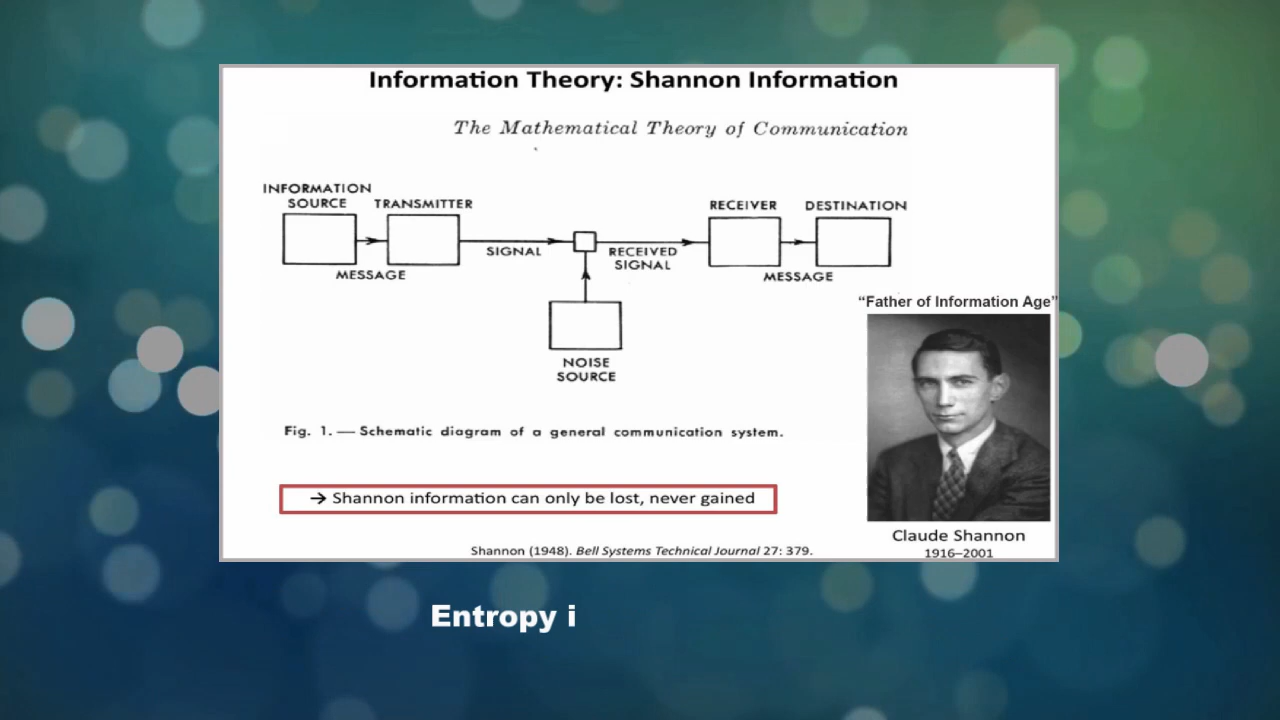 Information Theory: Shannon Information
The Mathematical Theory of Communication
INFORMATION
SOURCE
TRANSMITTER
RECEIVER
DESTINATION
SIGNAL
RECEIVED
SIGNAL
MESSAGE
MESSAGE
NOISE
SOURCE
“Father of Information Age”
Fig. 1. — Schematic diagram of a general communication system.
→ Shannon information can only be lost, never gained
Claude Shannon
1916–2001
Shannon (1948). Bell Systems Technical Journal 27: 379.
Entropy i